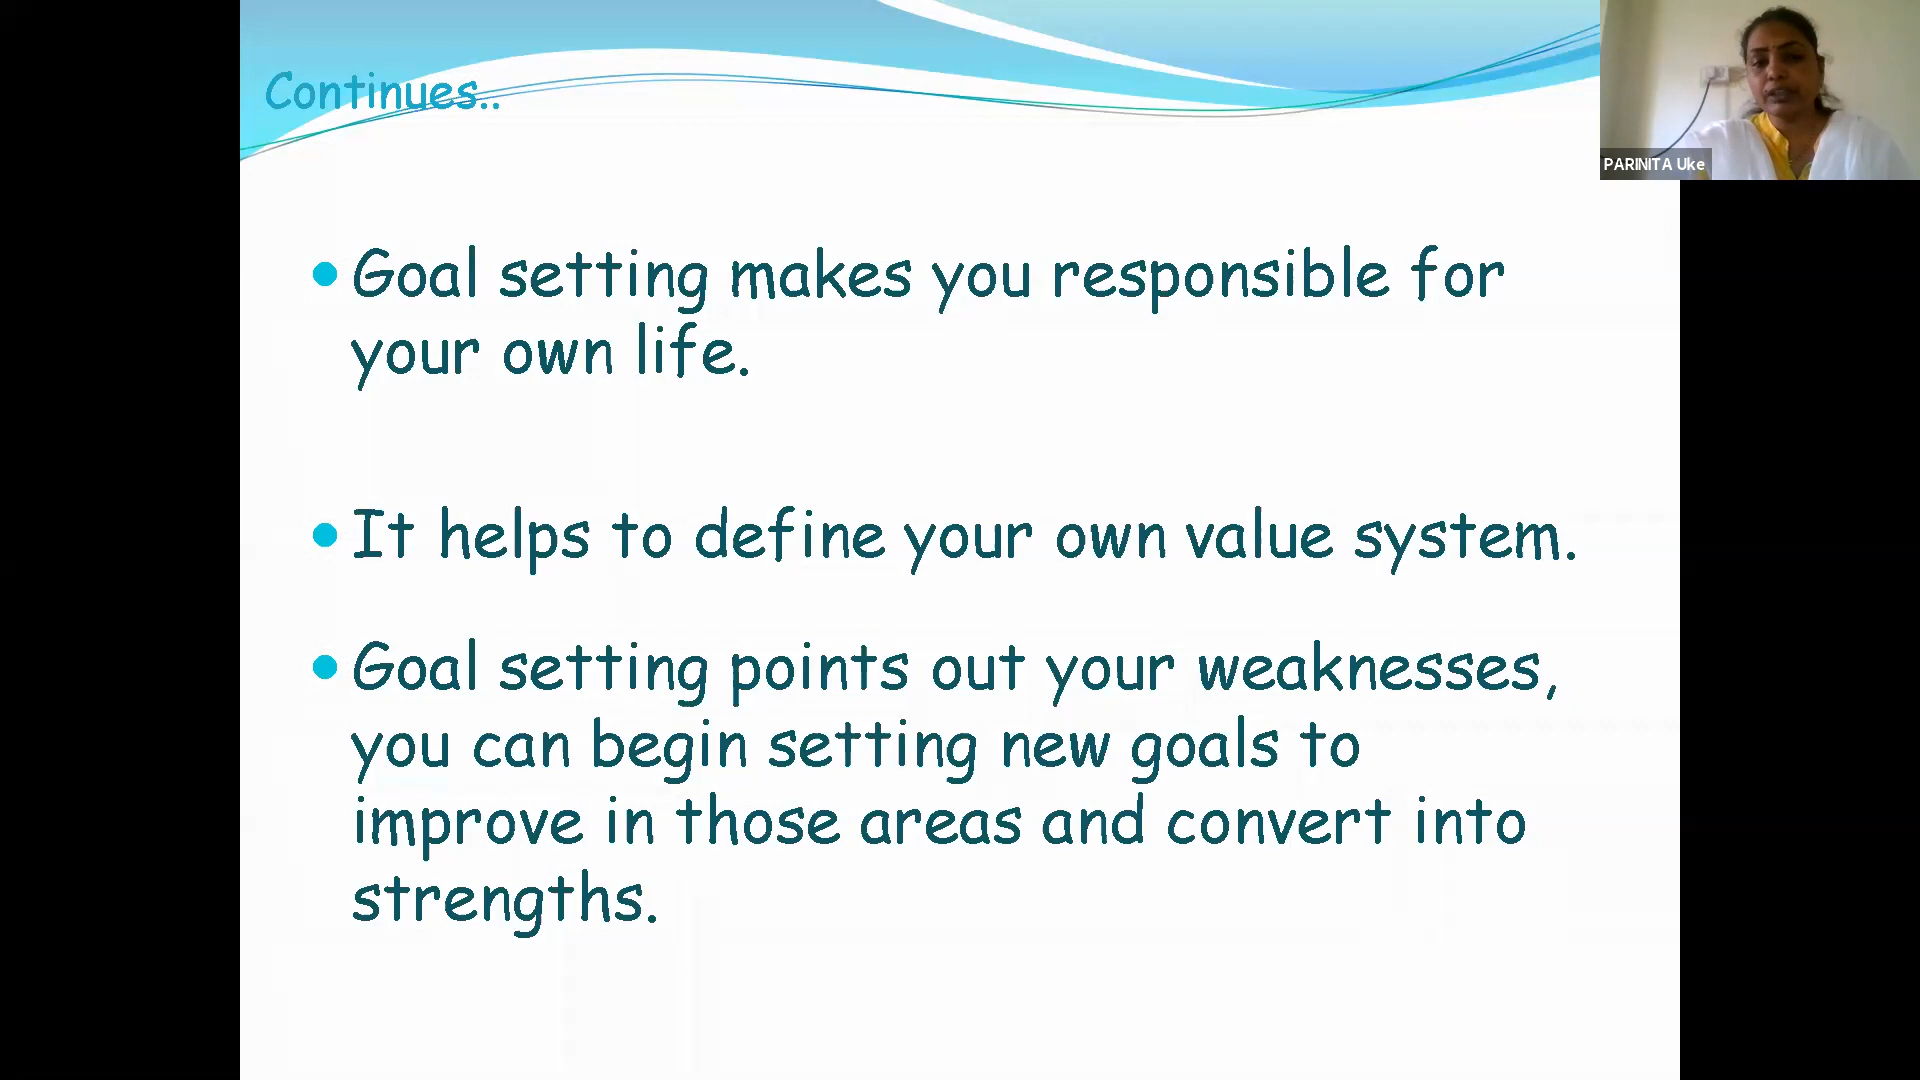 Continues..
PARINITA Uke
Goal setting makes you responsible for
your own life.
It helps to define your own value system.
Goal setting points out your weaknesses,
you can begin setting new goals to
improve in those areas and convert into
strengths.